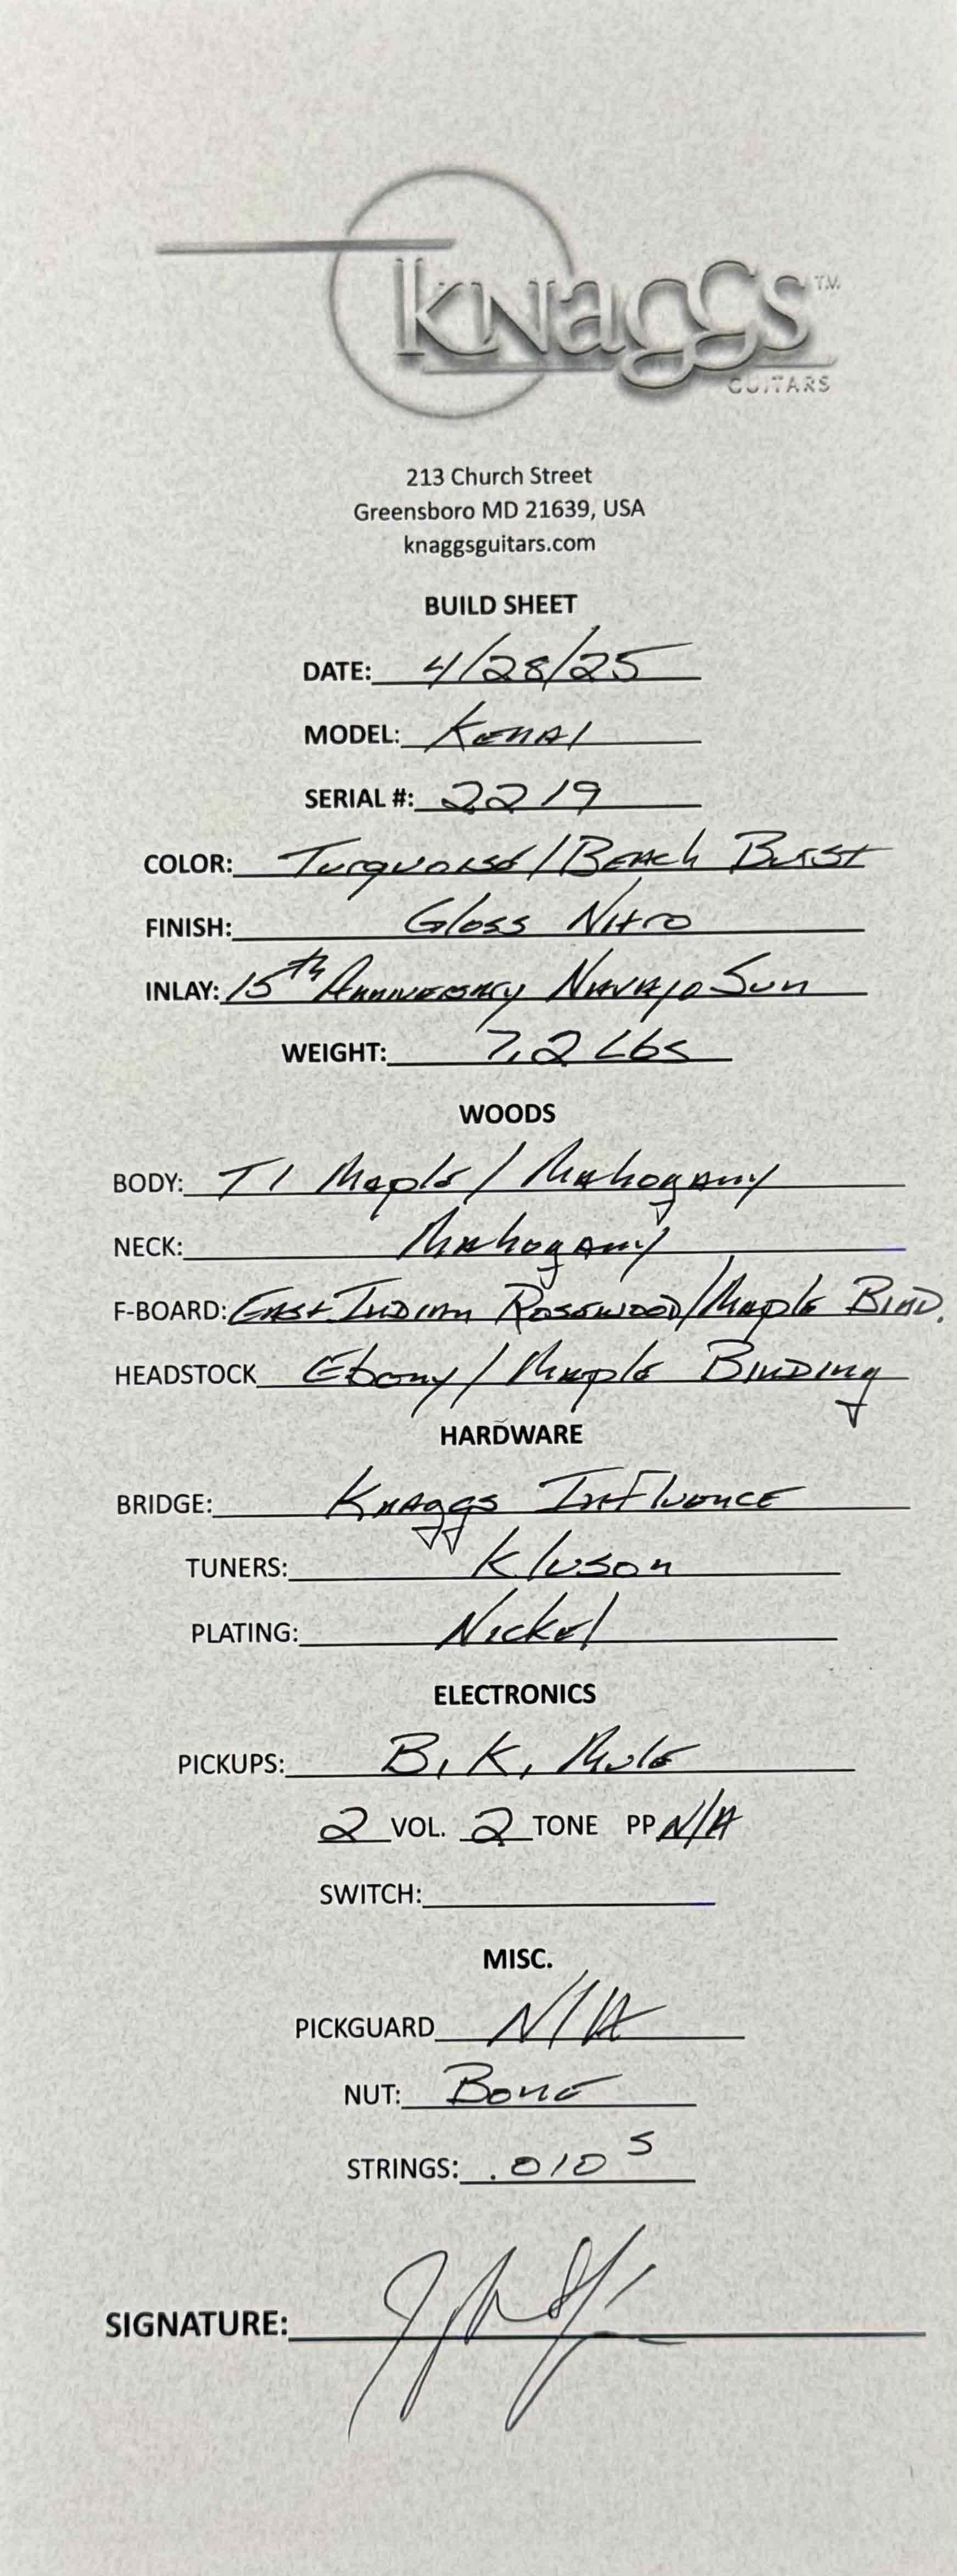 Knaggs™
GUITARS
213 Church Street
Greensboro MD 21639, USA
knaggsguitars.com
BUILD SHEET
DATE: 4/28/25
MODEL: Kenai
SERIAL #: 2219
COLOR: Turquoise/Beach Burst
FINISH: Gloss Nitro
INLAY: 15th Anniversary Navajo Sun
WEIGHT: 7.2 Lbs
WOODS
BODY: T1 Maple/Mahogany
NECK: Mahogany
F-BOARD: East Indian Rosewood/Maple Bind.
HEADSTOCK Ebony/Maple Binding
HARDWARE
BRIDGE: Knaggs Influence
TUNERS: Kluson
PLATING: Nickel
ELECTRONICS
PICKUPS: B.K. Mule
2 VOL. 2 TONE PP N/A
SWITCH:
MISC.
PICKGUARD N/A
NUT: Bone
STRINGS: .010s
SIGNATURE: